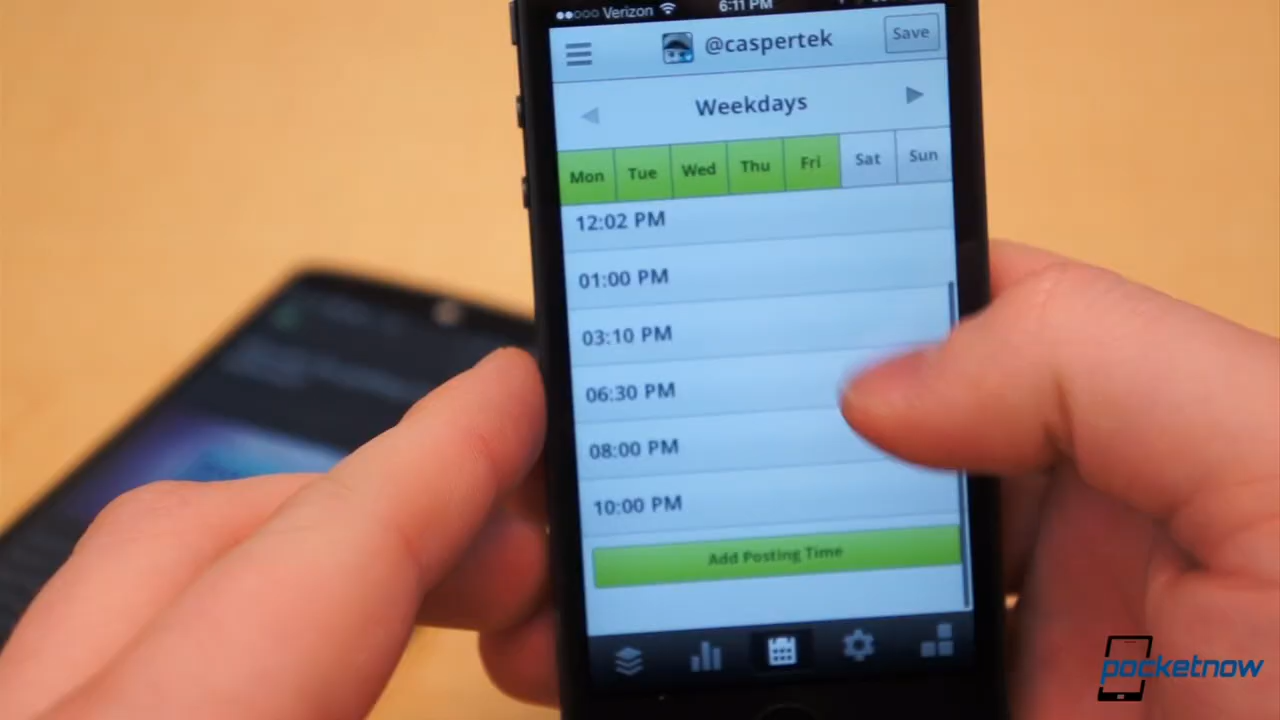 Verizon 6:11 PM
@caspertek Save
Weekdays
Mon Tue Wed Thu Fri Sat Sun
12:02 PM
01:00 PM
03:10 PM
06:30 PM
08:00 PM
10:00 PM
Add Posting Time
pocketnow